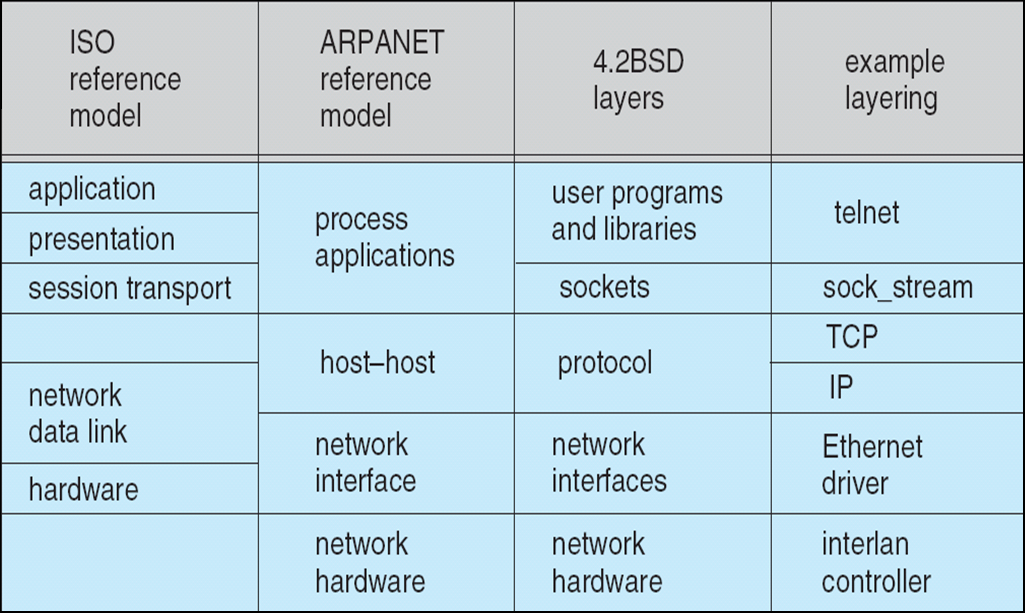 ISO
reference
model
ARPANET
reference
model
4.2BSD
layers
example
layering
application
presentation
session transport
network
data link
hardware
process
applications
host–host
network
interface
network
hardware
user programs
and libraries
sockets
protocol
network
interfaces
network
hardware
telnet
sock_stream
TCP
IP
Ethernet
driver
interlan
controller